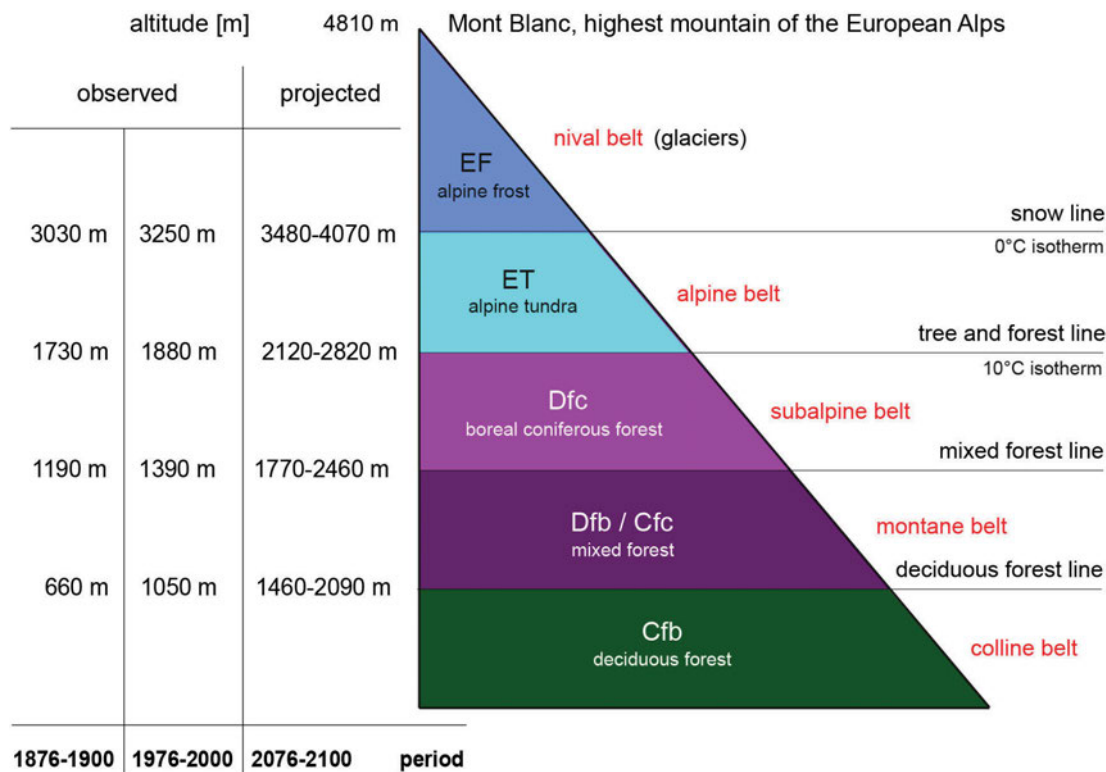 altitude [m] 4810 m Mont Blanc, highest mountain of the European Alps
observed projected
nival belt (glaciers)
EF
alpine frost
snow line
3030 m 3250 m 3480-4070 m
0°C isotherm
ET
alpine tundra
alpine belt
tree and forest line
1730 m 1880 m 2120-2820 m
10°C isotherm
Dfc
boreal coniferous forest
subalpine belt
mixed forest line
1190 m 1390 m 1770-2460 m
Dfb / Cfc
mixed forest
montane belt
deciduous forest line
660 m 1050 m 1460-2090 m
Cfb
deciduous forest
colline belt
1876-1900 1976-2000 2076-2100 period